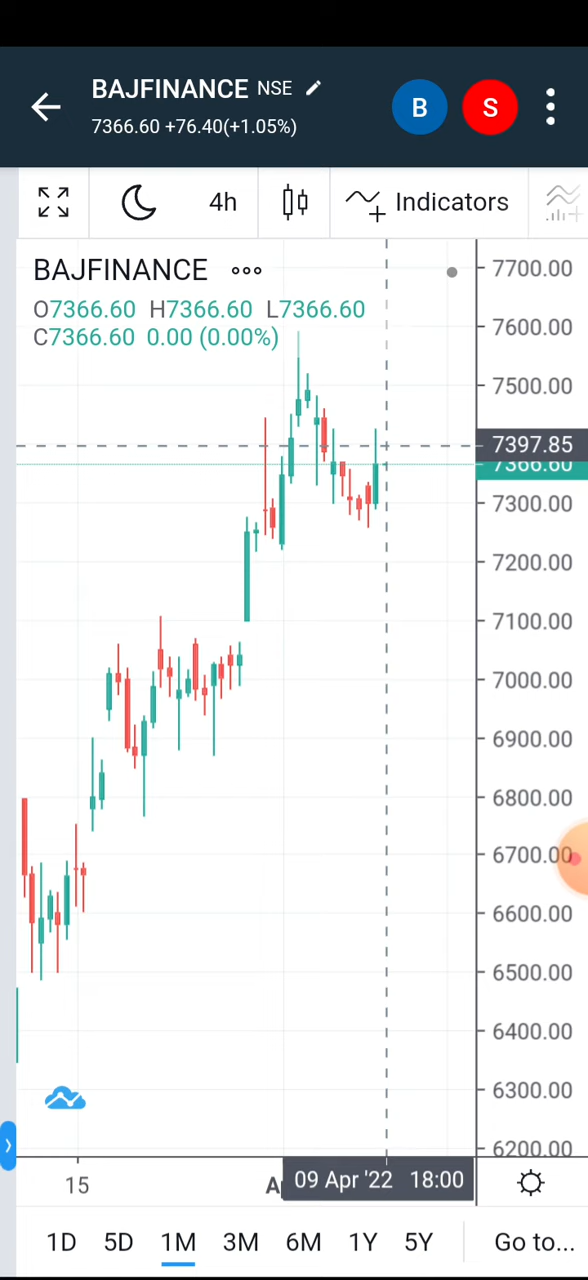 BAJFINANCE NSE
7366.60 +76.40(+1.05%)
B
S
4h
Indicators
BAJFINANCE
O7366.60 H7366.60 L7366.60
C7366.60 0.00 (0.00%)
7700.00
7600.00
7500.00
7397.85
7366.60
7300.00
7200.00
7100.00
7000.00
6900.00
6800.00
6700.00
6600.00
6500.00
6400.00
6300.00
6200.00
15
09 Apr '22 18:00
1D 5D 1M 3M 6M 1Y 5Y Go to...